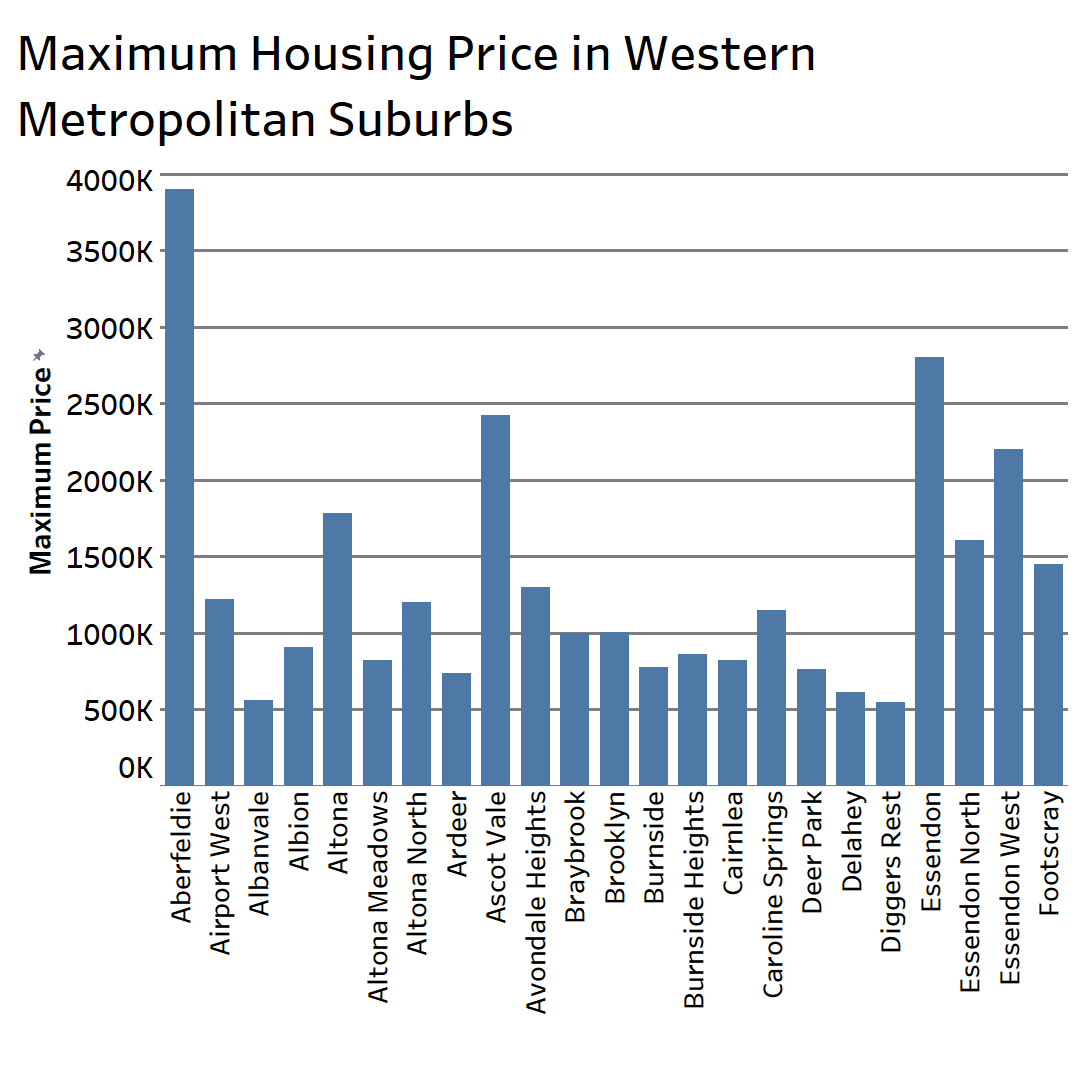 Maximum Housing Price in Western
Metropolitan Suburbs
4000K
3500K
3000K
2500K
2000K
1500K
1000K
500K
0K
Maximum Price
Aberfeldie
Airport West
Albanvale
Albion
Altona
Altona Meadows
Altona North
Ardeer
Ascot Vale
Avondale Heights
Braybrook
Brooklyn
Burnside
Burnside Heights
Cairnlea
Caroline Springs
Deer Park
Delahey
Diggers Rest
Essendon
Essendon North
Essendon West
Footscray